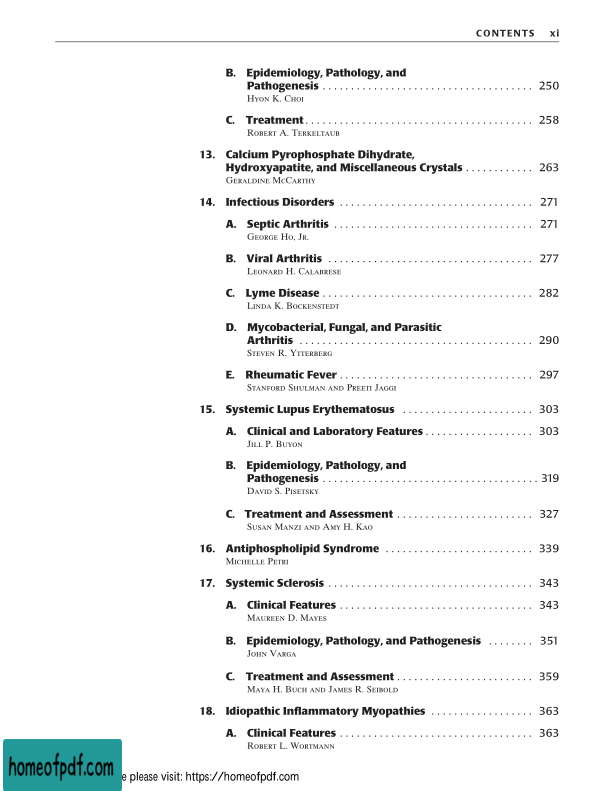 CONTENTS xi
B. Epidemiology, Pathology, and
Pathogenesis . . . . . . . . . . . . . . . . . . . . . . . . . . . . . . . . . . . . . 250
HYON K. CHOI
C. Treatment . . . . . . . . . . . . . . . . . . . . . . . . . . . . . . . . . . . . . . . . 258
ROBERT A. TERKELTAUB
13. Calcium Pyrophosphate Dihydrate,
Hydroxyapatite, and Miscellaneous Crystals . . . . . . . . . . . . 263
GERALDINE MCCARTHY
14. Infectious Disorders . . . . . . . . . . . . . . . . . . . . . . . . . . . . . . . . . . 271
A. Septic Arthritis . . . . . . . . . . . . . . . . . . . . . . . . . . . . . . . . . . . 271
GEORGE HO, JR.
B. Viral Arthritis . . . . . . . . . . . . . . . . . . . . . . . . . . . . . . . . . . . . 277
LEONARD H. CALABRESE
C. Lyme Disease . . . . . . . . . . . . . . . . . . . . . . . . . . . . . . . . . . . . . 282
LINDA K. BOCKENSTEDT
D. Mycobacterial, Fungal, and Parasitic
Arthritis . . . . . . . . . . . . . . . . . . . . . . . . . . . . . . . . . . . . . . . . . 290
STEVEN R. YTTERBERG
E. Rheumatic Fever . . . . . . . . . . . . . . . . . . . . . . . . . . . . . . . . . . 297
STANFORD SHULMAN AND PREETI JAGGI
15. Systemic Lupus Erythematosus . . . . . . . . . . . . . . . . . . . . . . . 303
A. Clinical and Laboratory Features . . . . . . . . . . . . . . . . . . . 303
JILL P. BUYON
B. Epidemiology, Pathology, and
Pathogenesis . . . . . . . . . . . . . . . . . . . . . . . . . . . . . . . . . . . . . . 319
DAVID S. PISETSKY
C. Treatment and Assessment . . . . . . . . . . . . . . . . . . . . . . . . 327
SUSAN MANZI AND AMY H. KAO
16. Antiphospholipid Syndrome . . . . . . . . . . . . . . . . . . . . . . . . . . 339
MICHELLE PETRI
17. Systemic Sclerosis . . . . . . . . . . . . . . . . . . . . . . . . . . . . . . . . . . . . 343
A. Clinical Features . . . . . . . . . . . . . . . . . . . . . . . . . . . . . . . . . . 343
MAUREEN D. MAYES
B. Epidemiology, Pathology, and Pathogenesis . . . . . . . . 351
JOHN VARGA
C. Treatment and Assessment . . . . . . . . . . . . . . . . . . . . . . . . 359
MAYA H. BUCH AND JAMES R. SEIBOLD
18. Idiopathic Inflammatory Myopathies . . . . . . . . . . . . . . . . . . 363
A. Clinical Features . . . . . . . . . . . . . . . . . . . . . . . . . . . . . . . . . . 363
ROBERT L. WORTMANN
homeofpdf.com
e please visit: https://homeofpdf.com